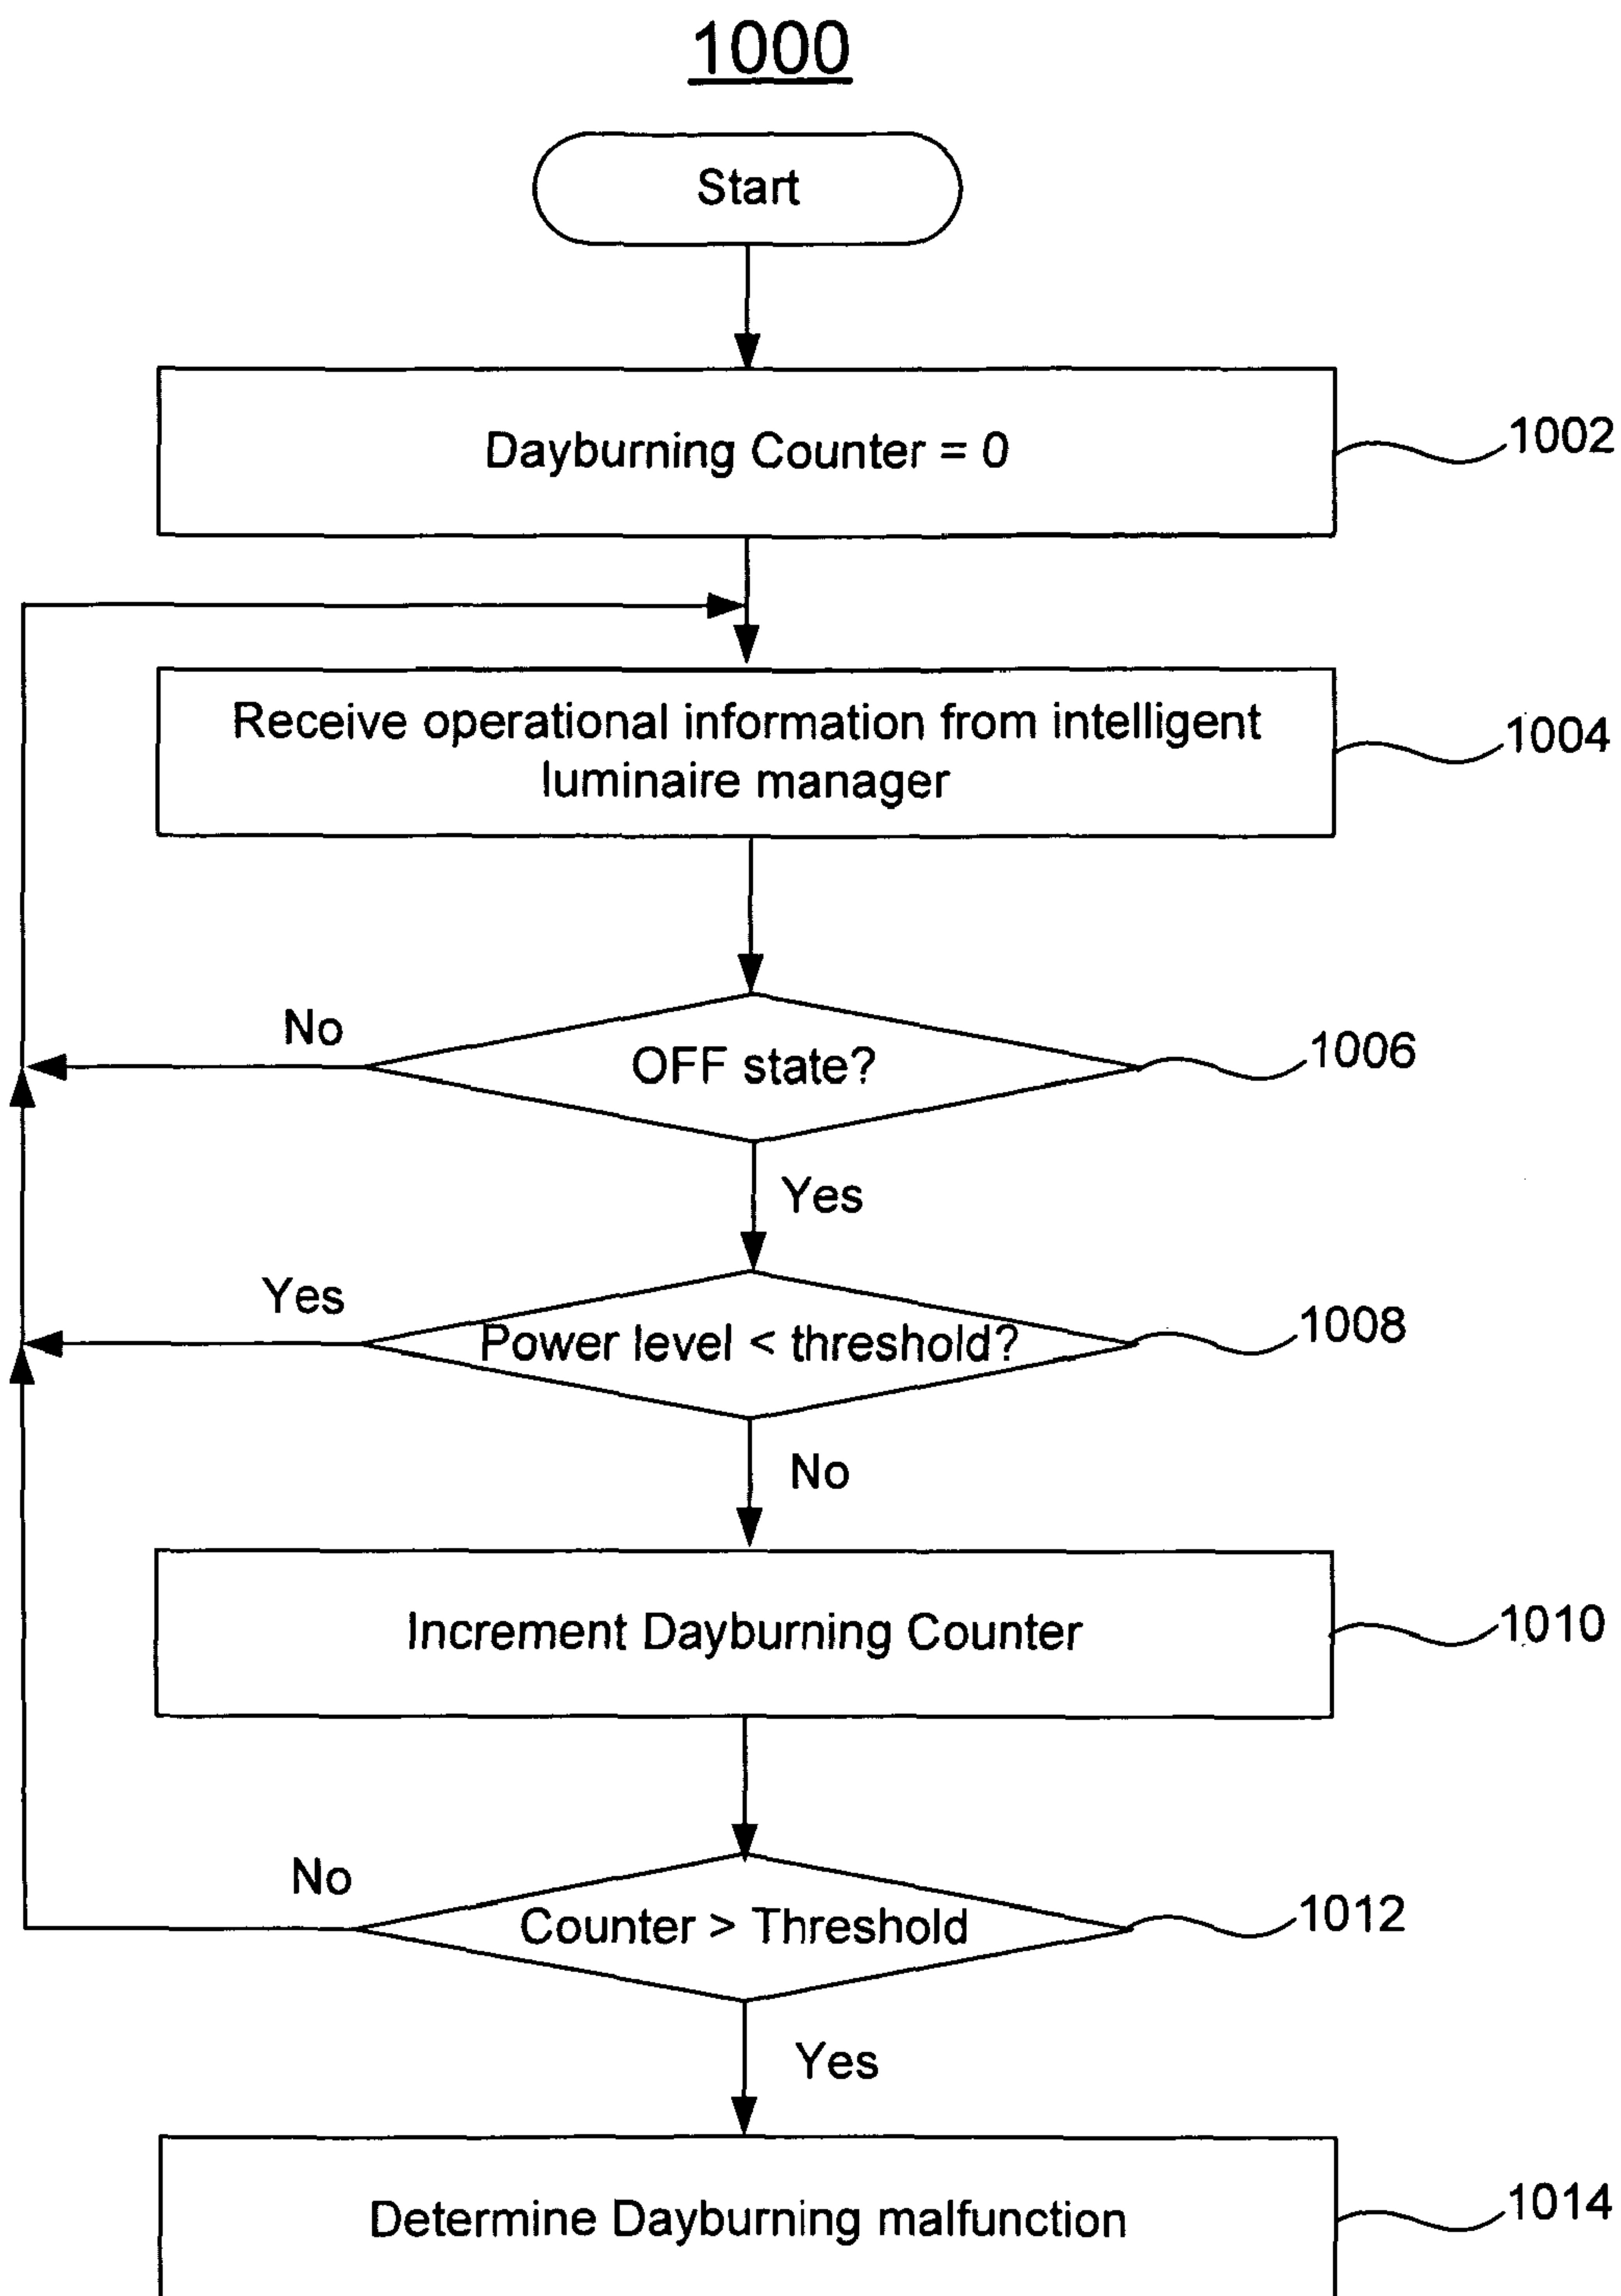 1000
Start
Dayburning Counter = 0
1002
Receive operational information from intelligent
luminaire manager
1004
No
OFF state?
1006
Yes
Yes
Power level < threshold?
1008
No
Increment Dayburning Counter
1010
No
Counter > Threshold
1012
Yes
Determine Dayburning malfunction
1014